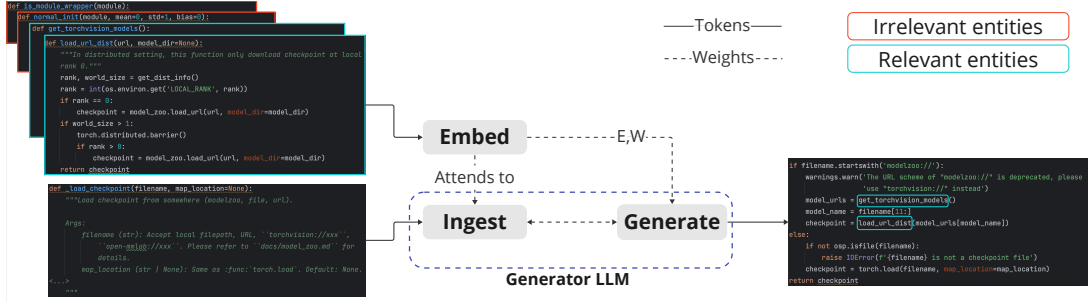 def is_module_wrapper(module):
def normal_init(module, mean=0, std=1, bias=0):
def get_torchvision_models():
def load_url_dist(url, model_dir=None):
"""In distributed setting, this function only download checkpoint at local
rank 0."""
rank, world_size = get_dist_info()
rank = int(os.environ.get('LOCAL_RANK', rank))
if rank == 0:
checkpoint = model_zoo.load_url(url, model_dir=model_dir)
if world_size > 1:
torch.distributed.barrier()
if rank > 0:
checkpoint = model_zoo.load_url(url, model_dir=model_dir)
return checkpoint
def _load_checkpoint(filename, map_location=None):
"""Load checkpoint from somewhere (modelzoo, file, url).
Args:
filename (str): Accept local filepath, URL, ``torchvision://xxx``,
``open-mmlab://xxx``. Please refer to ``docs/model_zoo.md`` for
details.
map_location (str | None): Same as :func:`torch.load`. Default: None.
<...>
"""
Tokens
Weights
Irrelevant entities
Relevant entities
Embed
E,W
Attends to
Ingest
Generate
Generator LLM
if filename.startswith('modelzoo://'):
warnings.warn('The URL scheme of "modelzoo://" is deprecated, please '
'use "torchvision://" instead')
model_urls = get_torchvision_models()
model_name = filename[11:]
checkpoint = load_url_dist(model_urls[model_name])
else:
if not osp.isfile(filename):
raise IOError(f'{filename} is not a checkpoint file')
checkpoint = torch.load(filename, map_location=map_location)
return checkpoint